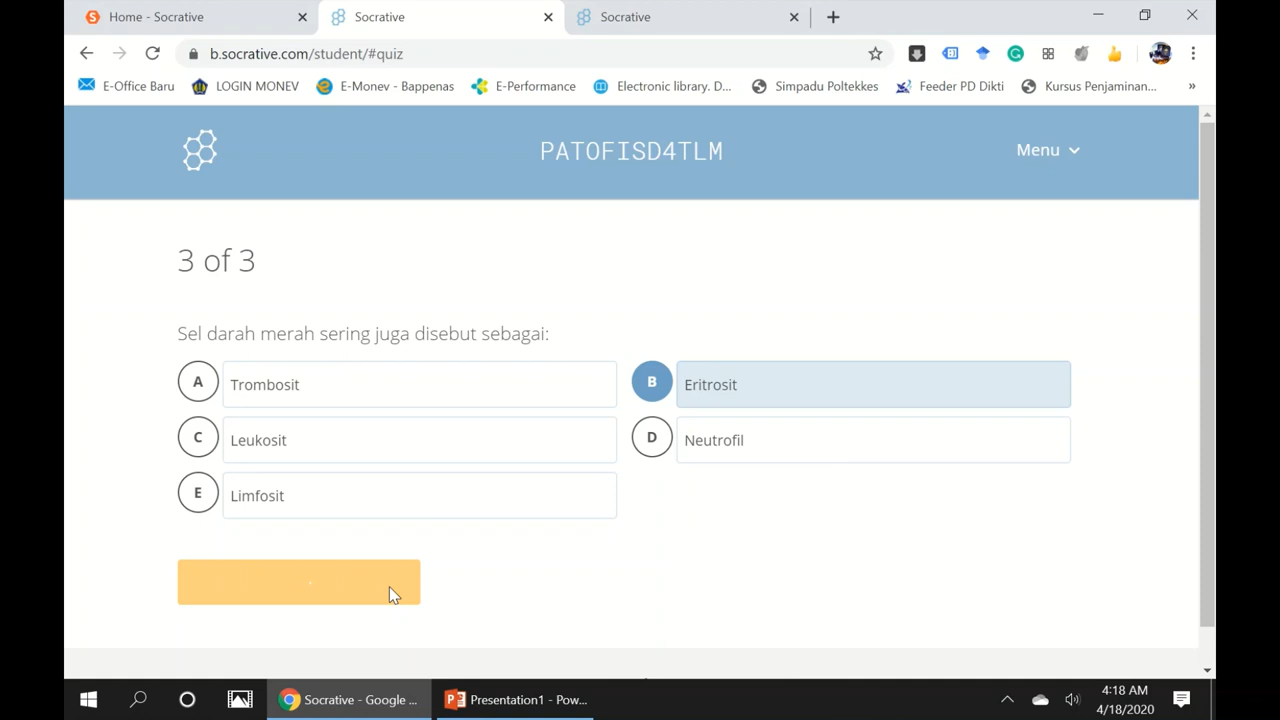 Home - Socrative
Socrative
Socrative
b.socrative.com/student/#quiz
E-Office Baru
LOGIN MONEV
E-Monev - Bappenas
E-Performance
Electronic library. D...
Simpadu Poltekkes
Feeder PD Dikti
Kursus Penjaminan...
»
PATOFISD4TLM
Menu
3 of 3
Sel darah merah sering juga disebut sebagai:
A Trombosit
B Eritrosit
C Leukosit
D Neutrofil
E Limfosit
Socrative - Google ...
Presentation1 - Pow...
4:18 AM
4/18/2020